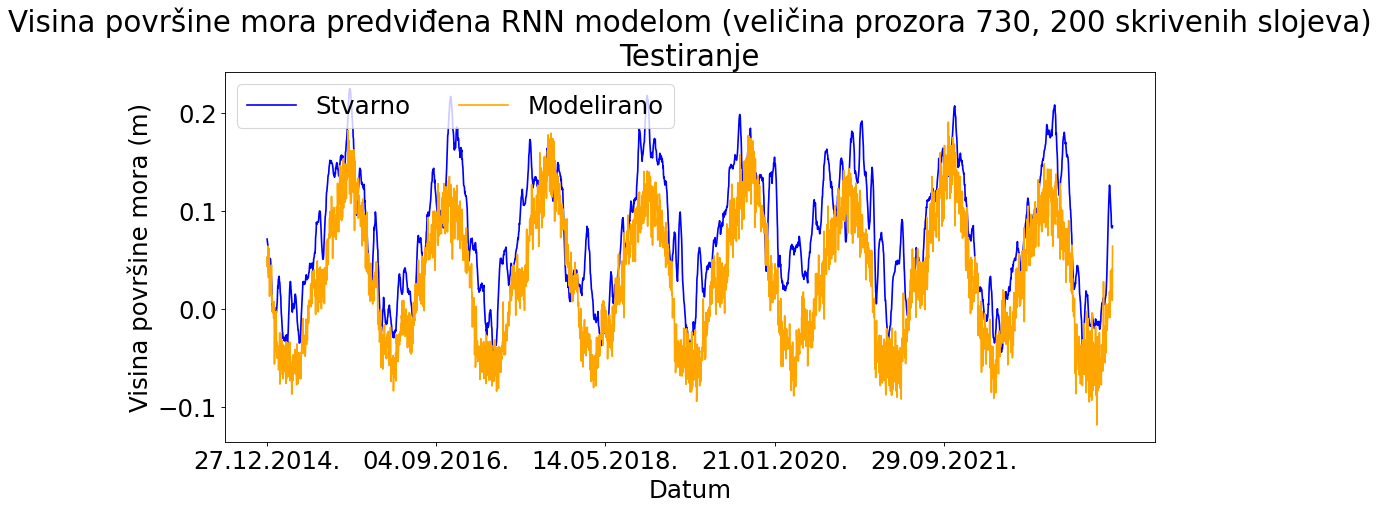 Visina površine mora predviđena RNN modelom (veličina prozora 730, 200 skrivenih slojeva)
Testiranje
Stvarno Modelirano
Visina površine mora (m)
0.2
0.1
0.0
−0.1
27.12.2014. 04.09.2016. 14.05.2018. 21.01.2020. 29.09.2021.
Datum